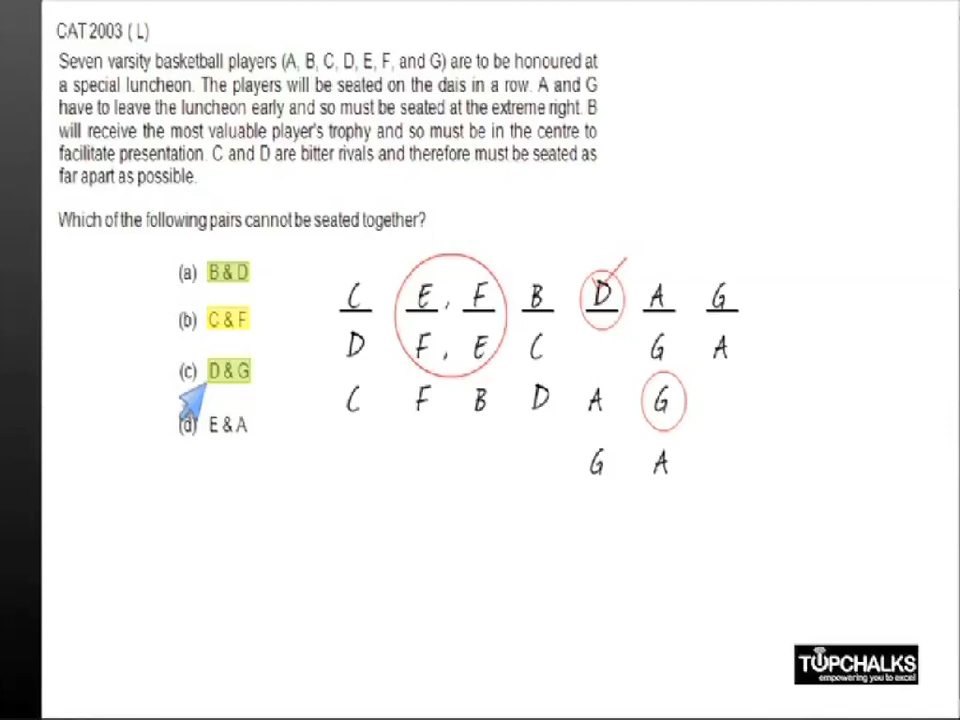 CAT 2003 ( L)
Seven varsity basketball players (A, B, C, D, E, F, and G) are to be honoured at
a special luncheon. The players will be seated on the dais in a row. A and G
have to leave the luncheon early and so must be seated at the extreme right. B
will receive the most valuable player's trophy and so must be in the centre to
facilitate presentation. C and D are bitter rivals and therefore must be seated as
far apart as possible.
Which of the following pairs cannot be seated together?
(a) B & D
(b) C & F
(c) D & G
(d) E & A
C E , F B D A G
D F , E C G A
C F B D A G
G A
TOPCHALKS
empowering you to excel